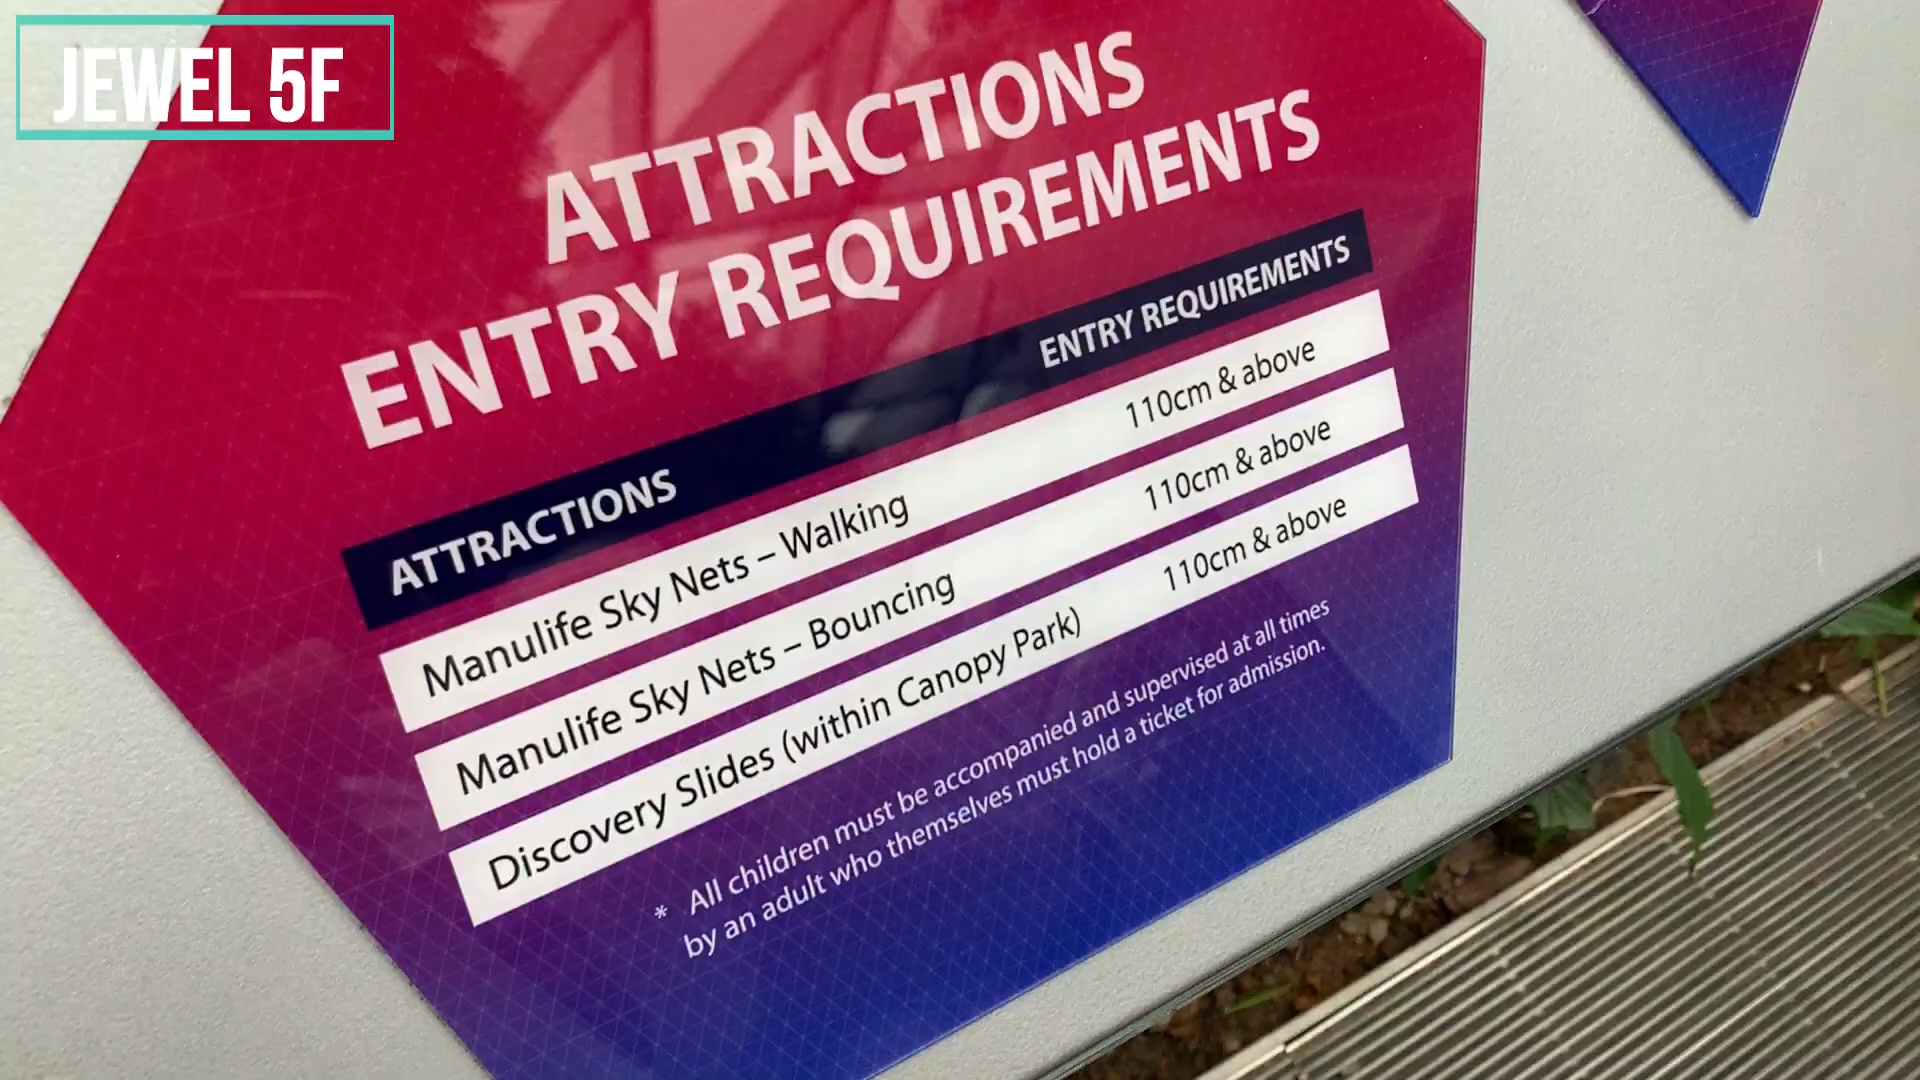 JEWEL 5F
ATTRACTIONS
ENTRY REQUIREMENTS
ATTRACTIONS ENTRY REQUIREMENTS
Manulife Sky Nets – Walking 110cm & above
Manulife Sky Nets – Bouncing 110cm & above
Discovery Slides (within Canopy Park) 110cm & above
* All children must be accompanied and supervised at all times
by an adult who themselves must hold a ticket for admission.